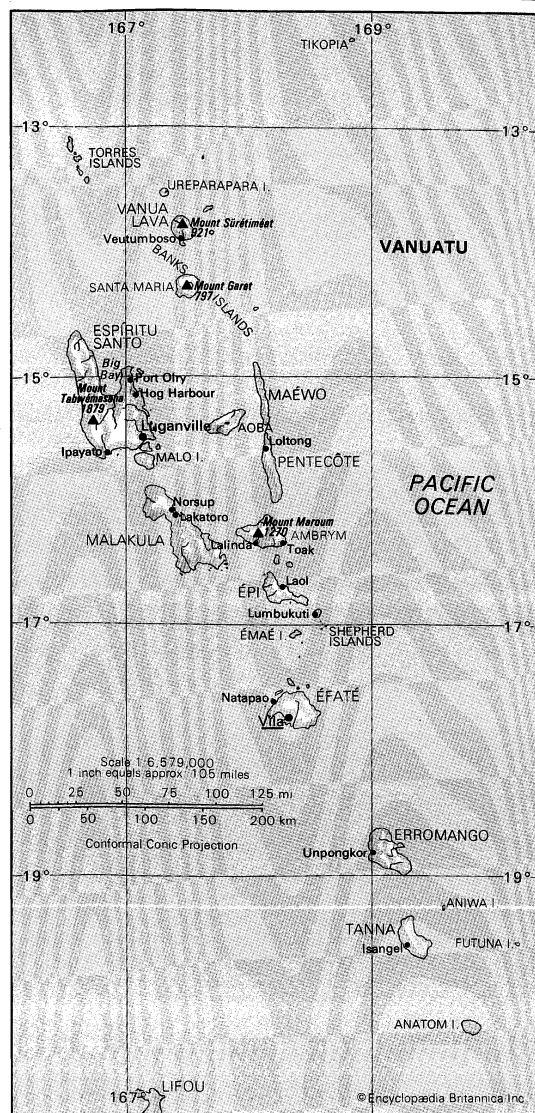 167°
169°
TIKOPIA
13°
13°
TORRES
ISLANDS
UREPARAPARA I.
VANUA
LAVA
Mount Sürétiméat
921
Veutumboso
VANUATU
BANKS
ISLANDS
SANTA MARIA
Mount Garet
797
ESPÍRITU
SANTO
Big
Bay
15°
15°
Port Olry
Mount
Tabwémasana
1879
Hog Harbour
MAÉWO
Luganville
AOBA
Ipayato
MALO I.
Loltong
PENTECÔTE
PACIFIC
OCEAN
Norsup
Lakatoro
Mount Maroum
1270
MALAKULA
AMBRYM
Lalinda
Toak
Laol
ÉPI
Lumbukuti
17°
17°
ÉMAÉ I.
SHEPHERD
ISLANDS
Natapao
ÉFATÉ
Vila
Scale 1:6,579,000
1 inch equals approx 105 miles
0 25 50 75 100 125 mi
0 50 100 150 200 km
Conformal Conic Projection
ERROMANGO
Unpongkor
19°
19°
ANIWA I
TANNA
Isangel
FUTUNA I.
ANATOM I.
167°
LIFOU
©Encyclopædia Britannica Inc